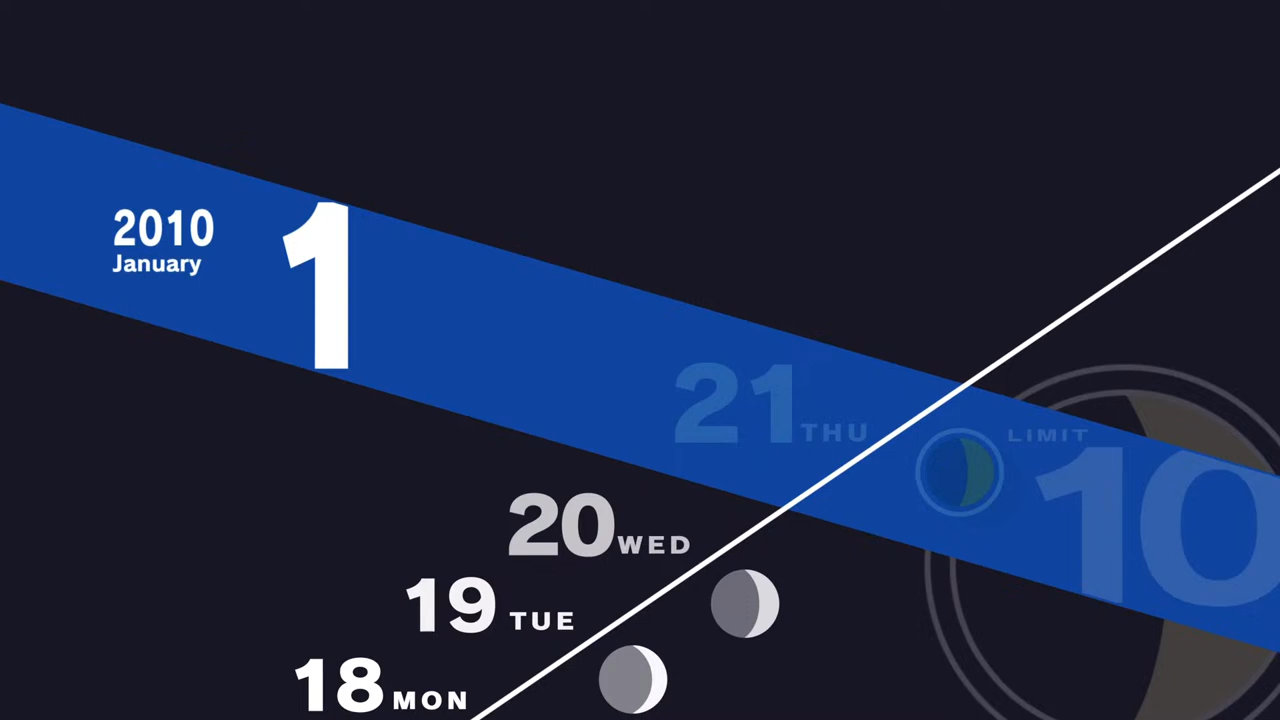 2010
January
1
21 THU
LIMIT
10
20 WED
19 TUE
18 MON